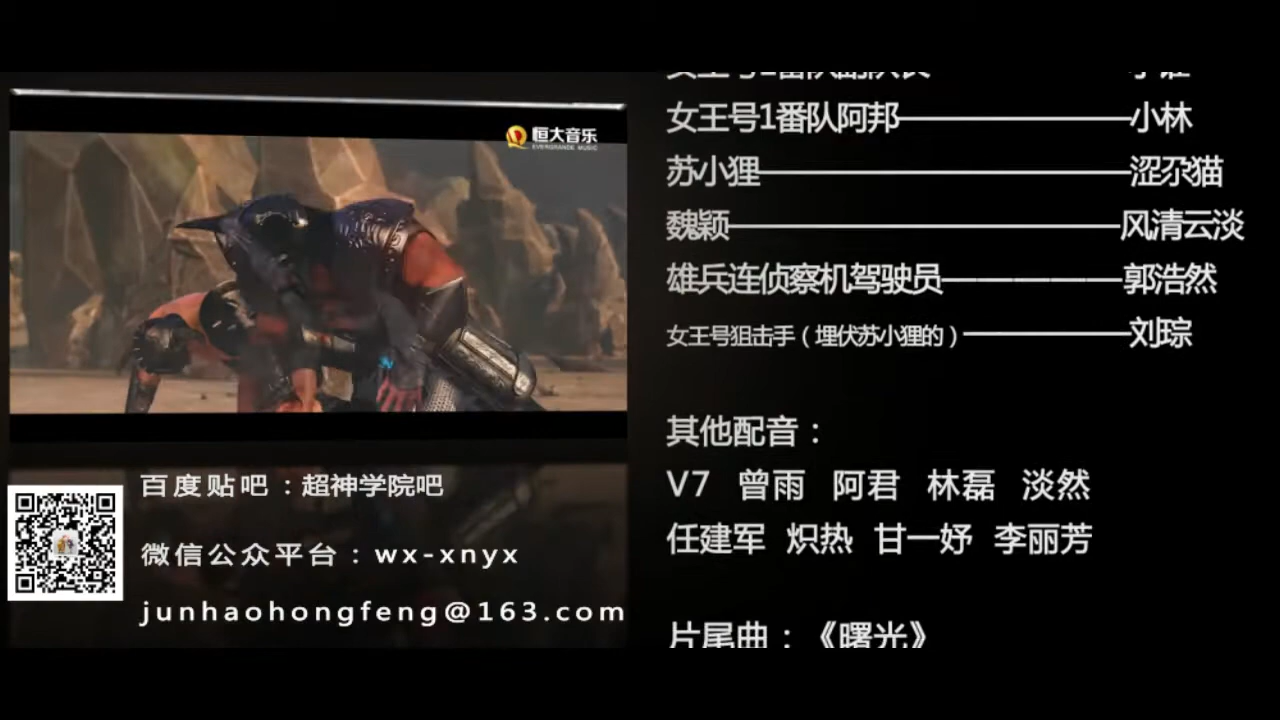 恒大音乐
EVERGRANDE MUSIC
百度贴吧：超神学院吧
微信公众平台：wx-xnyx
junhaohongfeng@163.com
女王号1番队阿邦——————小林
苏小狸——————涩尕猫
魏颖——————风清云淡
雄兵连侦察机驾驶员——————郭浩然
女王号狙击手（埋伏苏小狸的）——————刘琮
其他配音：
V7 曾雨 阿君 林磊 淡然
任建军 炽热 甘一妤 李丽芳
片尾曲：《曙光》